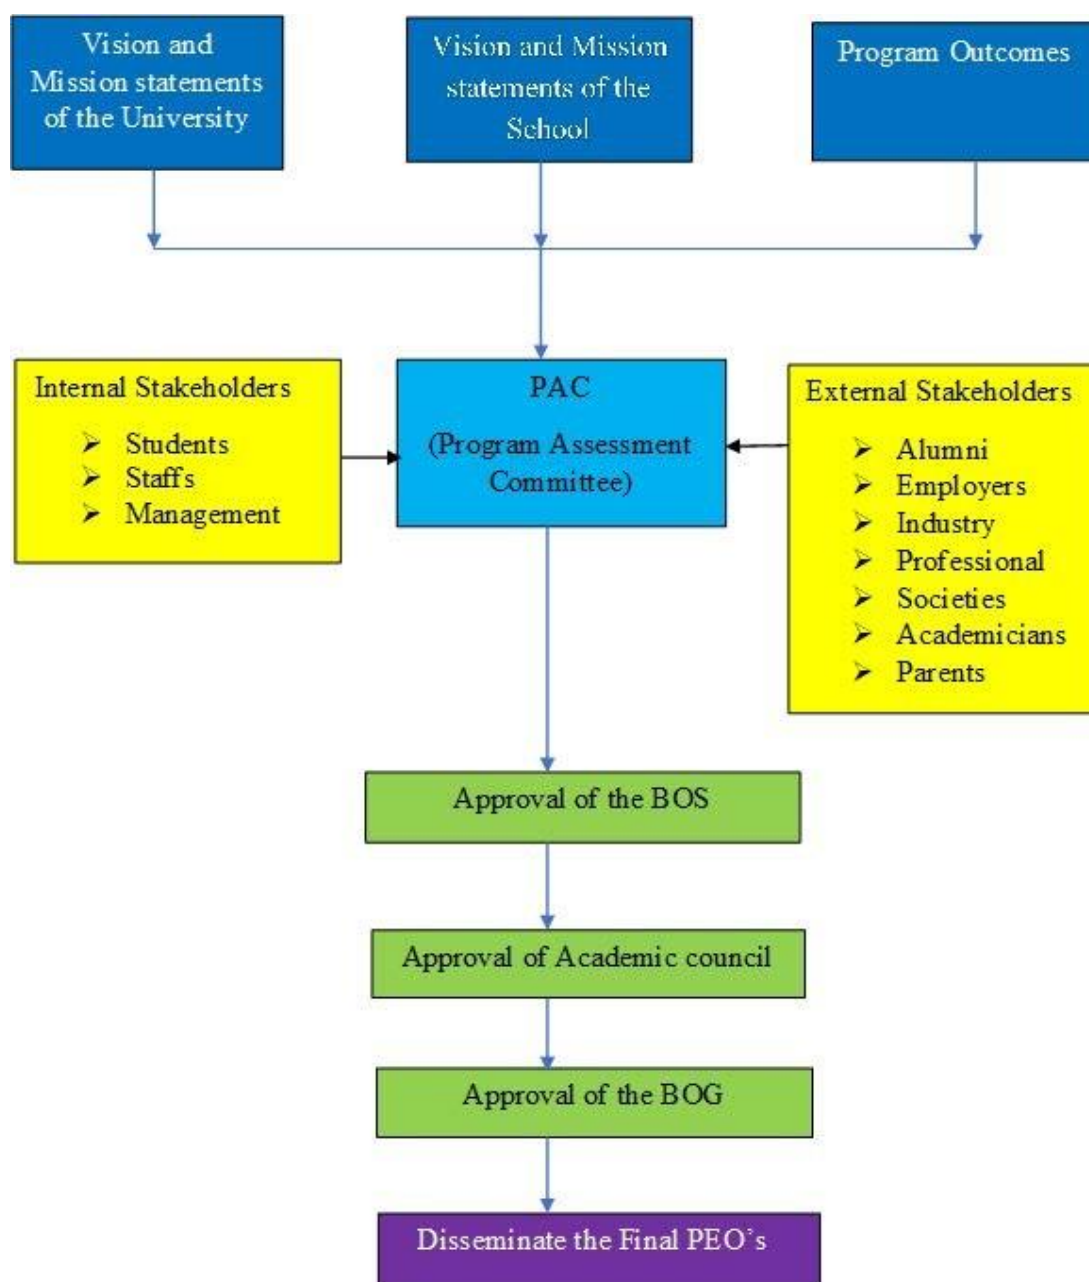 Vision and
Mission statements
of the University
Vision and Mission
statements of the
School
Program Outcomes
Internal Stakeholders
➢ Students
➢ Staffs
➢ Management
PAC
(Program Assessment
Committee)
External Stakeholders
➢ Alumni
➢ Employers
➢ Industry
➢ Professional
➢ Societies
➢ Academicians
➢ Parents
Approval of the BOS
Approval of Academic council
Approval of the BOG
Disseminate the Final PEO’s